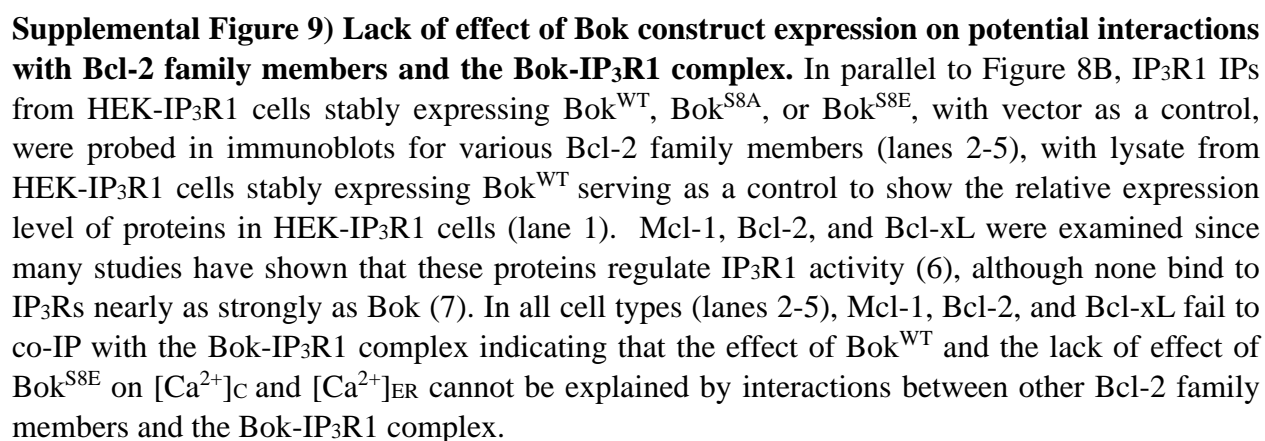 Supplemental Figure 9) Lack of effect of Bok construct expression on potential interactions
with Bcl-2 family members and the Bok-IP₃R1 complex. In parallel to Figure 8B, IP₃R1 IPs
from HEK-IP₃R1 cells stably expressing Bokᵂᵀ, Bokˢ⁸ᴬ, or Bokˢ⁸ᴱ, with vector as a control,
were probed in immunoblots for various Bcl-2 family members (lanes 2-5), with lysate from
HEK-IP₃R1 cells stably expressing Bokᵂᵀ serving as a control to show the relative expression
level of proteins in HEK-IP₃R1 cells (lane 1). Mcl-1, Bcl-2, and Bcl-xL were examined since
many studies have shown that these proteins regulate IP₃R1 activity (6), although none bind to
IP₃Rs nearly as strongly as Bok (7). In all cell types (lanes 2-5), Mcl-1, Bcl-2, and Bcl-xL fail to
co-IP with the Bok-IP₃R1 complex indicating that the effect of Bokᵂᵀ and the lack of effect of
Bokˢ⁸ᴱ on [Ca²⁺]C and [Ca²⁺]ER cannot be explained by interactions between other Bcl-2 family
members and the Bok-IP₃R1 complex.